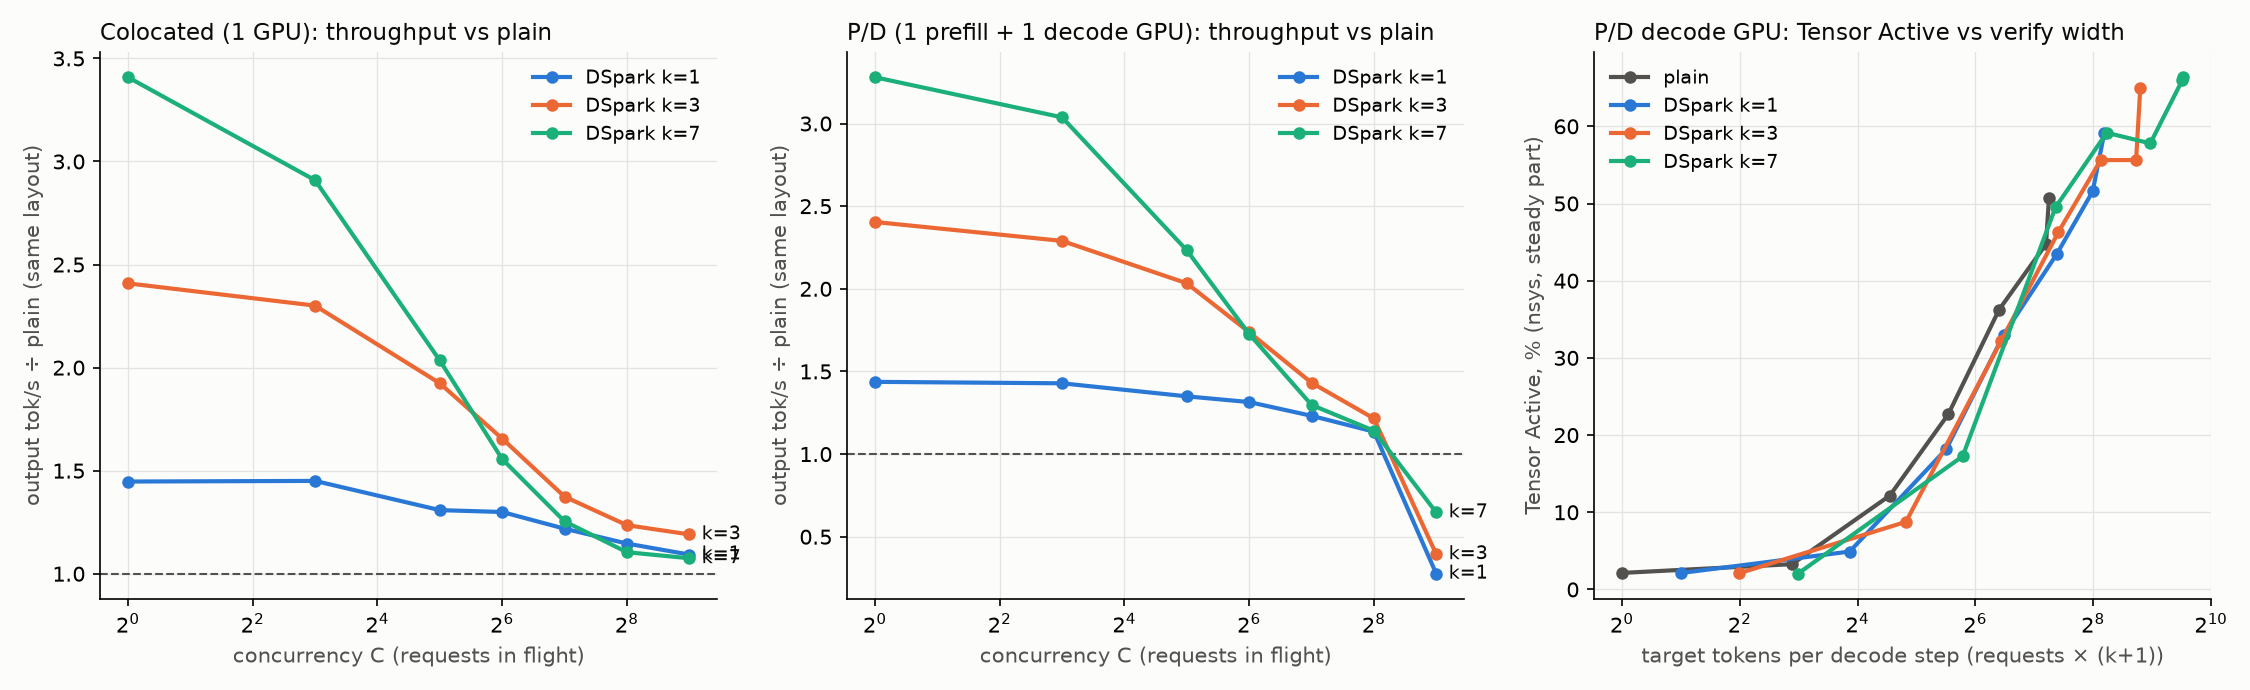 Colocated (1 GPU): throughput vs plain
output tok/s ÷ plain (same layout)
3.5
3.0
2.5
2.0
1.5
1.0
DSpark k=1
DSpark k=3
DSpark k=7
k=3
k=1
k=7
2^0
2^2
2^4
2^6
2^8
concurrency C (requests in flight)
P/D (1 prefill + 1 decode GPU): throughput vs plain
output tok/s ÷ plain (same layout)
3.0
2.5
2.0
1.5
1.0
0.5
DSpark k=1
DSpark k=3
DSpark k=7
k=7
k=3
k=1
2^0
2^2
2^4
2^6
2^8
concurrency C (requests in flight)
P/D decode GPU: Tensor Active vs verify width
Tensor Active, % (nsys, steady part)
60
50
40
30
20
10
0
plain
DSpark k=1
DSpark k=3
DSpark k=7
2^0
2^2
2^4
2^6
2^8
2^10
target tokens per decode step (requests × (k+1))